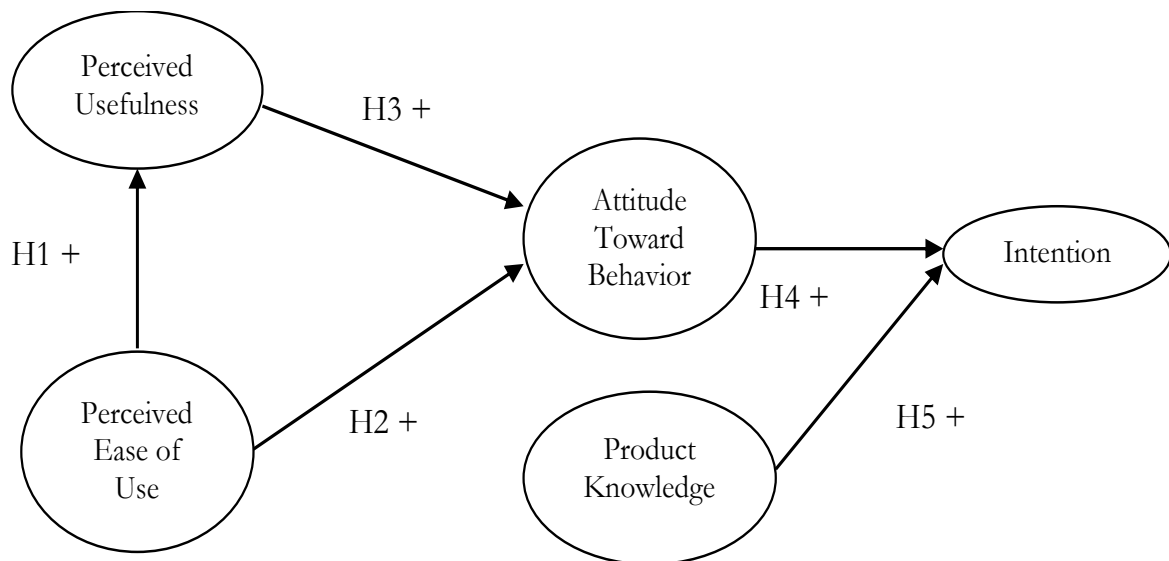 Perceived
Usefulness
H3 +
H1 +
Attitude
Toward
Behavior
Intention
H4 +
Perceived
Ease of
Use
H2 +
Product
Knowledge
H5 +